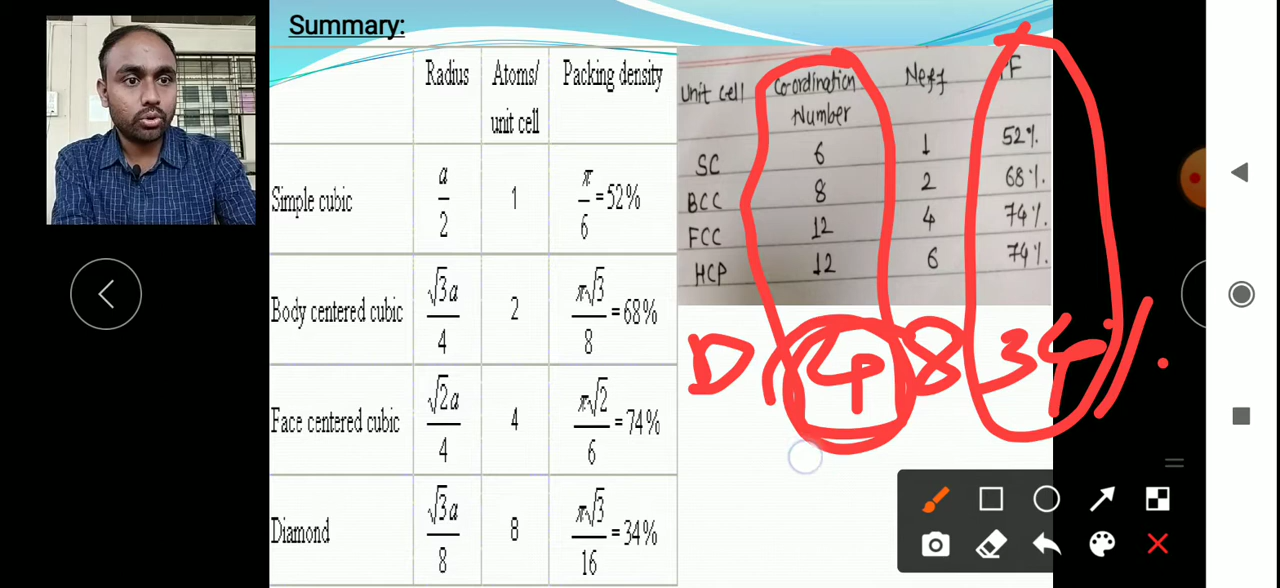 Summary:
Radius Atoms/ unit cell Packing density
Simple cubic a/2 1 π/6 = 52%
Body centered cubic √3a/4 2 π√3/8 = 68%
Face centered cubic √2a/4 4 π√2/6 = 74%
Diamond √3a/8 8 π√3/16 = 34%
Unit cell Co-ordination Number Neff PF
SC 6 1 52%.
BCC 8 2 68%.
FCC 12 4 74%.
HCP 12 6 74%.
D 4 8 34%.